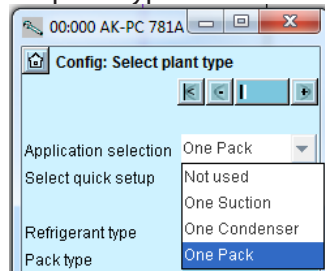 00:000 AK-PC 781A
Config: Select plant type
Application selection One Pack
Select quick setup Not used
One Suction
Refrigerant type One Condenser
Pack type One Pack